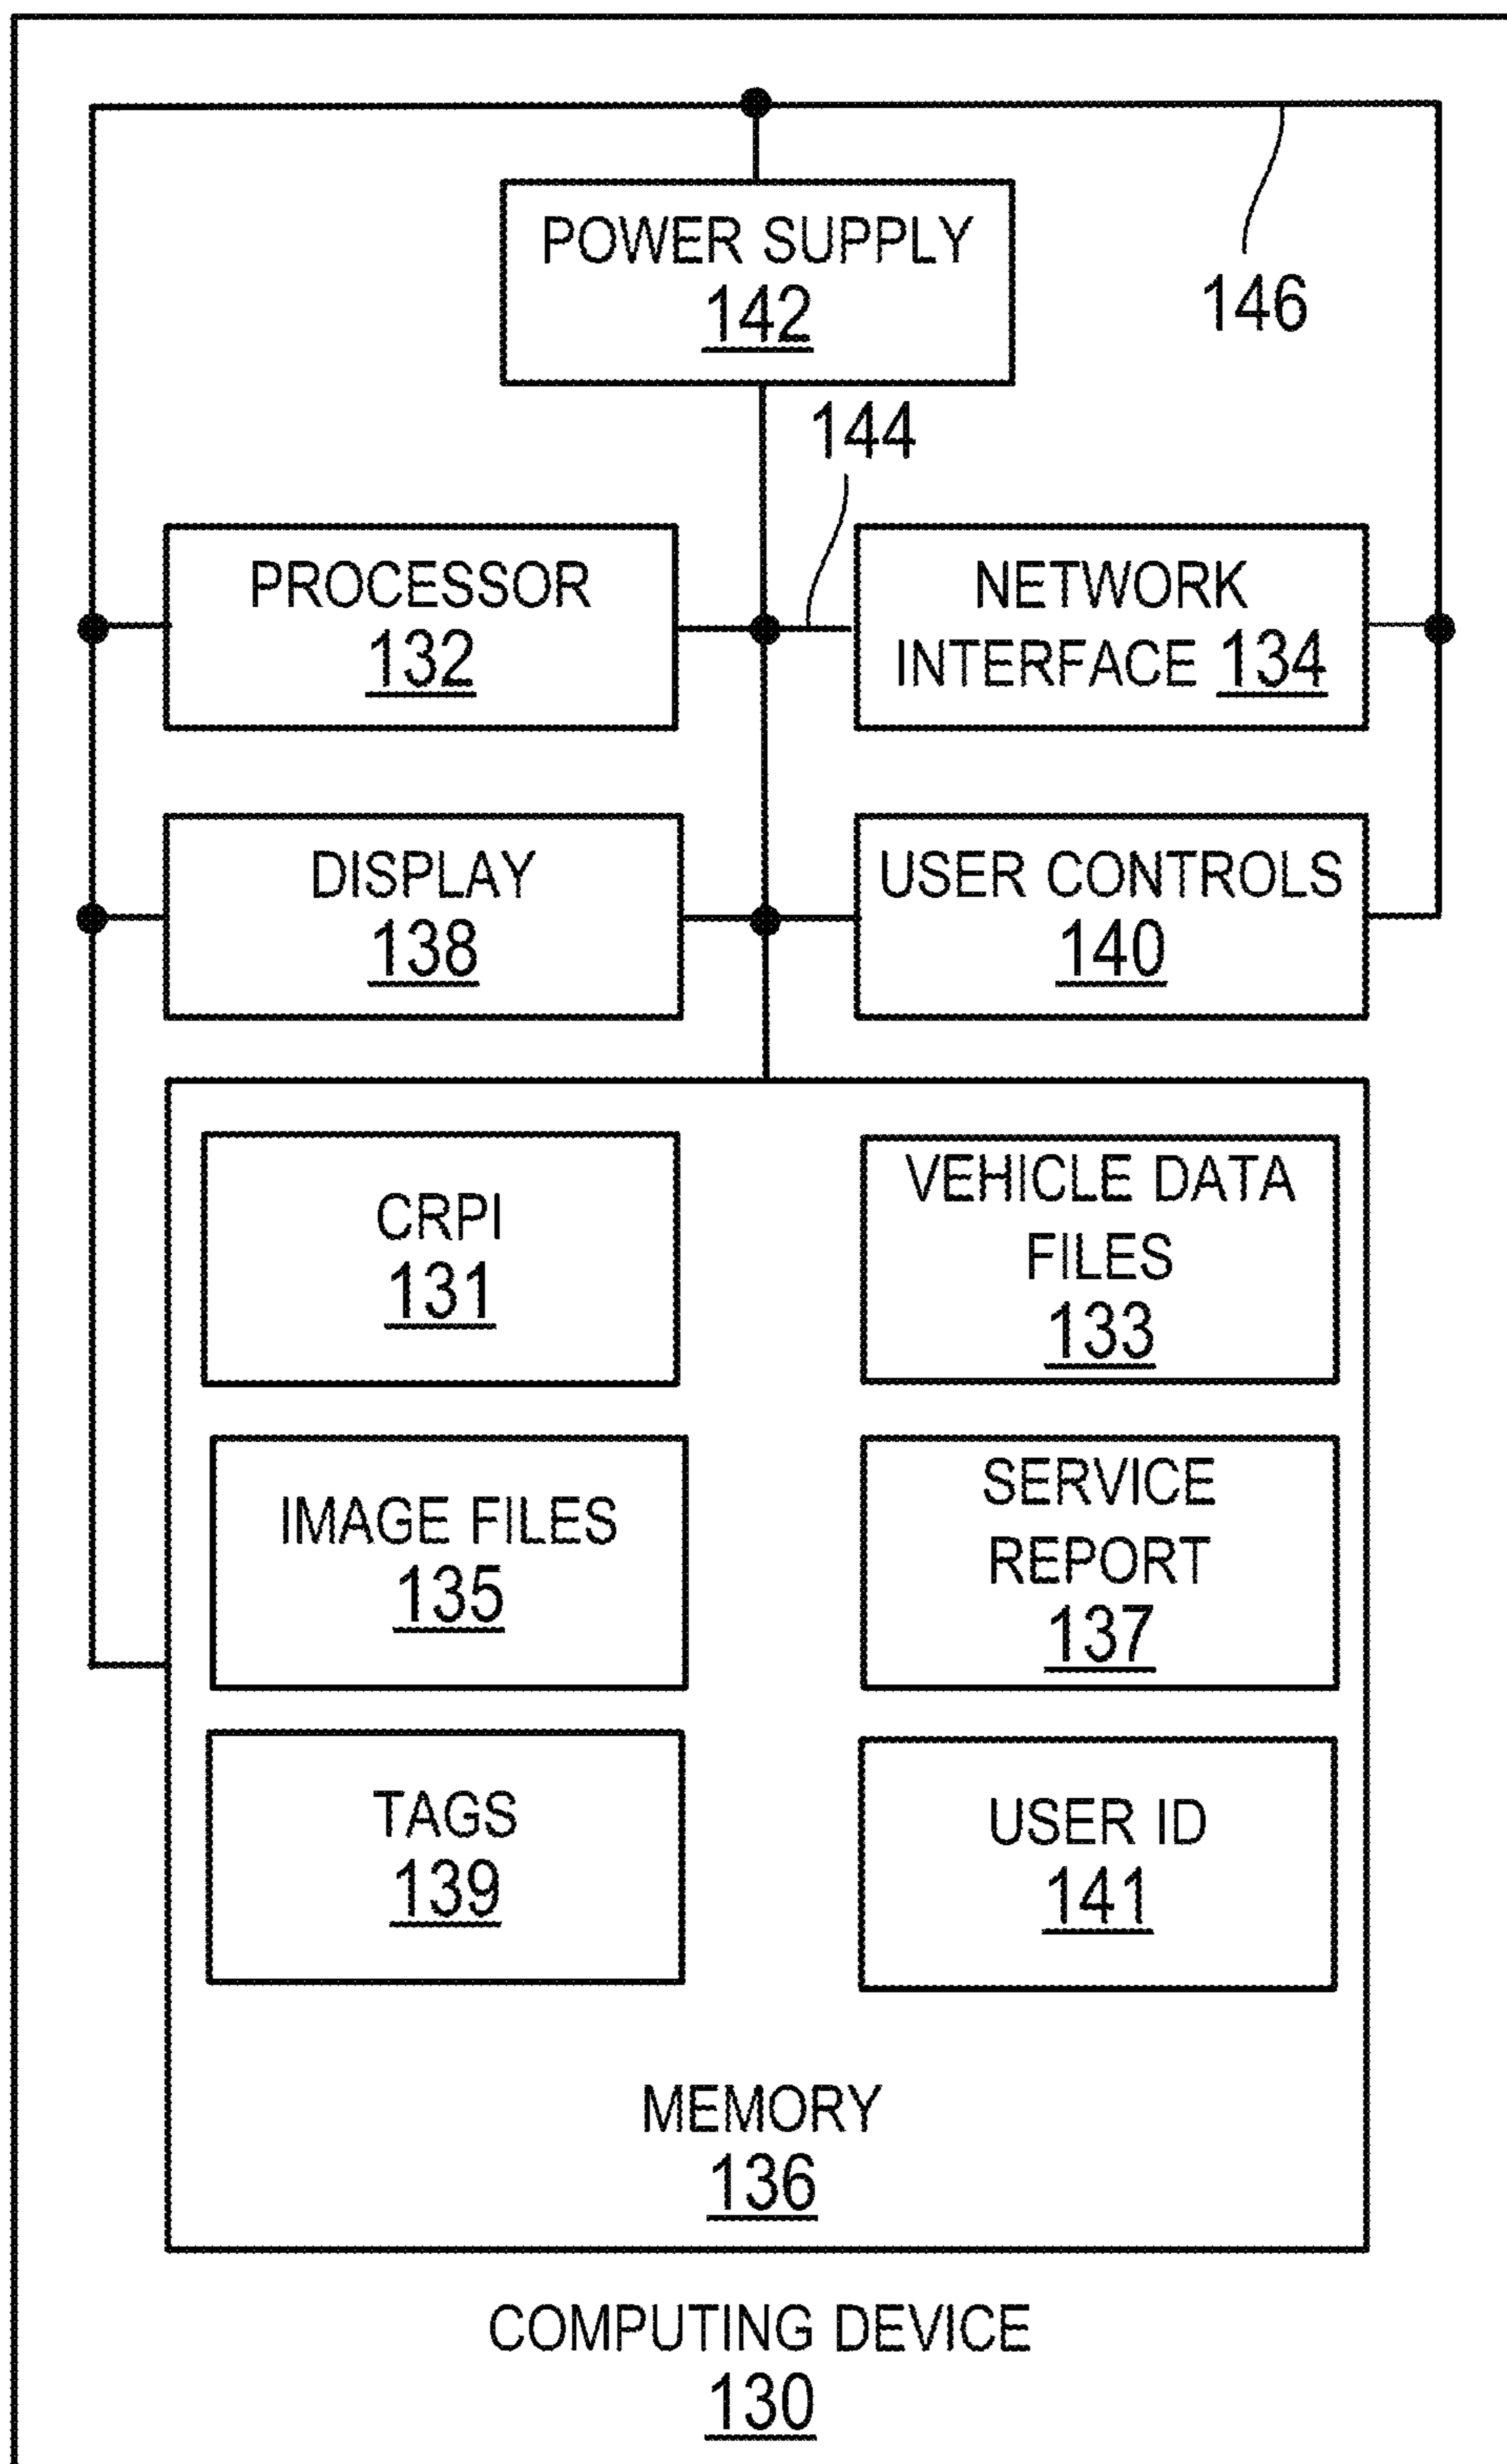 POWER SUPPLY
142
146
144
PROCESSOR
132
NETWORK
INTERFACE 134
DISPLAY
138
USER CONTROLS
140
CRPI
131
VEHICLE DATA
FILES
133
IMAGE FILES
135
SERVICE
REPORT
137
TAGS
139
USER ID
141
MEMORY
136
COMPUTING DEVICE
130